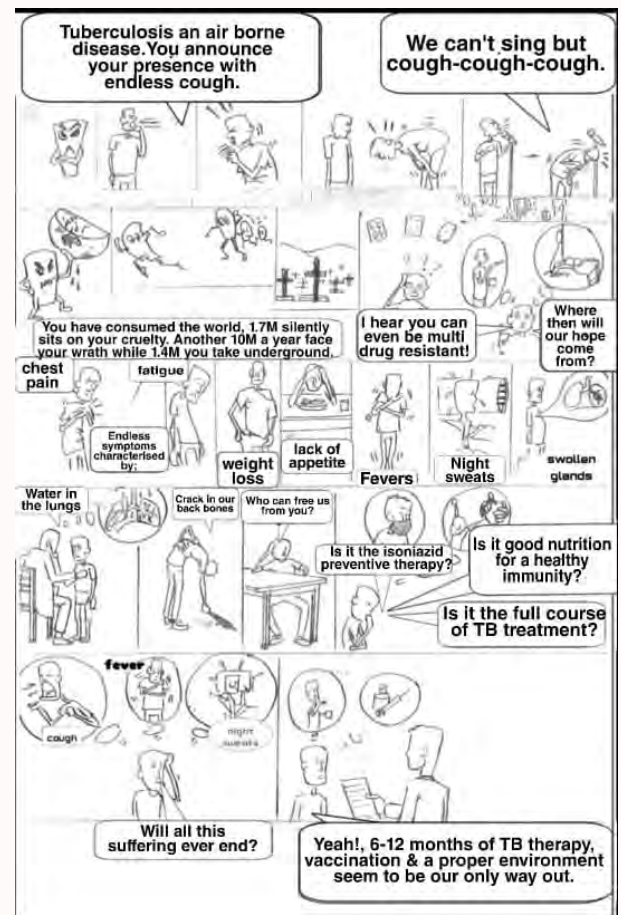 Tuberculosis an air borne
disease.You announce
your presence with
endless cough.
We can't sing but
cough-cough-cough.
You have consumed the world, 1.7M silently
sits on your cruelty. Another 10M a year face
your wrath while 1.4M you take underground.
I hear you can
even be multi
drug resistant!
Where
then will
our hope
come
from?
chest
pain
Endless
symptoms
characterised
by;
fatigue
weight
loss
lack of
appetite
Fevers
Night
sweats
swollen
glands
Water in
the lungs
Crack in our
back bones
Who can free us
from you?
Is it the isoniazid
preventive therapy?
Is it good nutrition
for a healthy
immunity?
Is it the full course
of TB treatment?
cough
fever
night
sweats
Will all this
suffering ever end?
Yeah!, 6-12 months of TB therapy,
vaccination & a proper environment
seem to be our only way out.